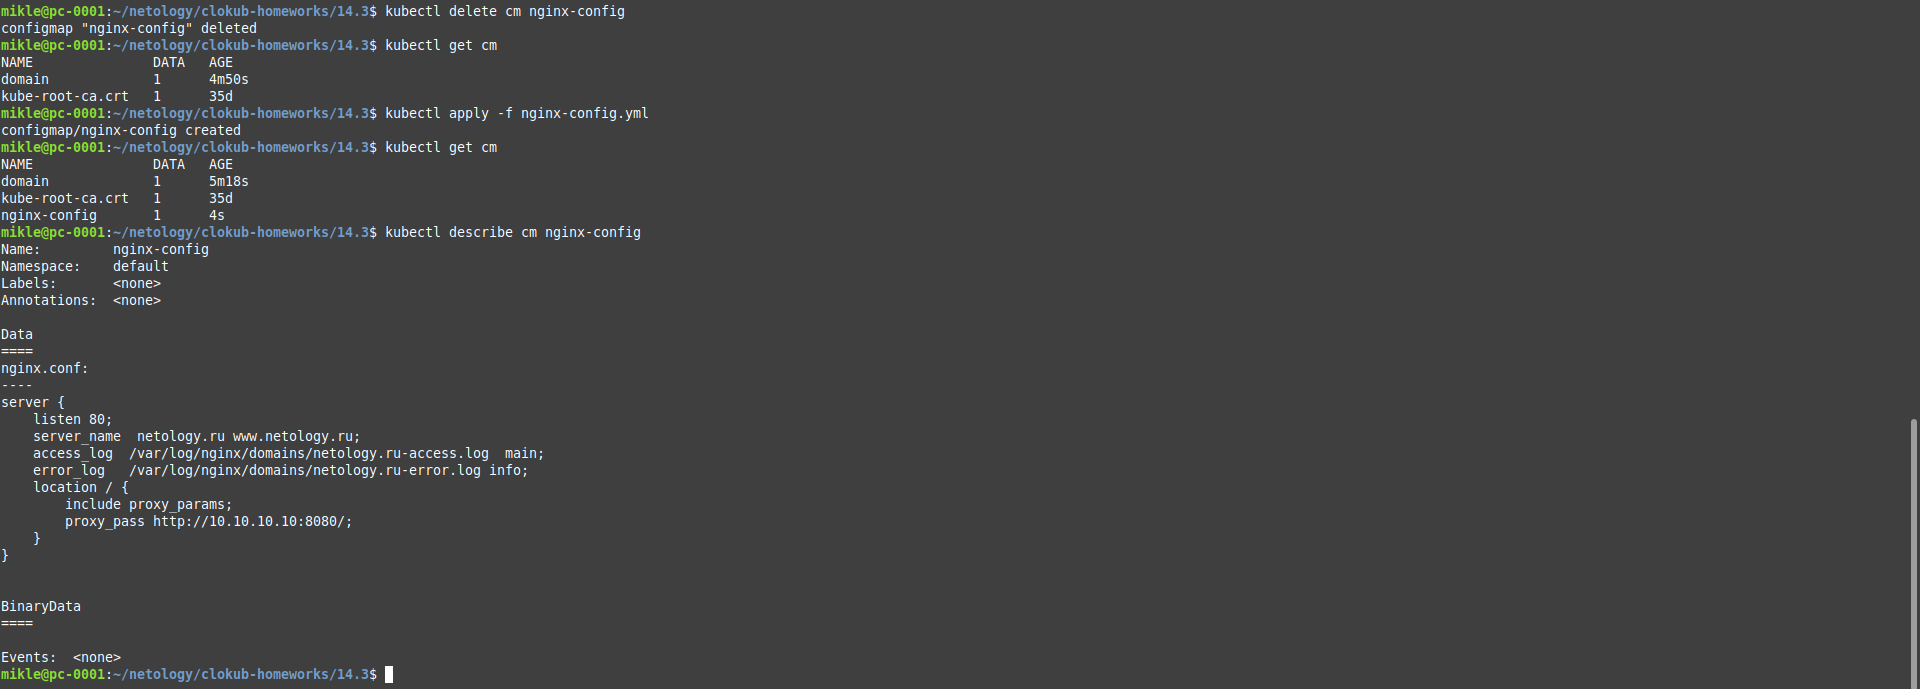 mikle@pc-0001:~/netology/clokub-homeworks/14.3$ kubectl delete cm nginx-config
configmap "nginx-config" deleted
mikle@pc-0001:~/netology/clokub-homeworks/14.3$ kubectl get cm
NAME               DATA   AGE
domain             1      4m50s
kube-root-ca.crt   1      35d
mikle@pc-0001:~/netology/clokub-homeworks/14.3$ kubectl apply -f nginx-config.yml
configmap/nginx-config created
mikle@pc-0001:~/netology/clokub-homeworks/14.3$ kubectl get cm
NAME               DATA   AGE
domain             1      5m18s
kube-root-ca.crt   1      35d
nginx-config       1      4s
mikle@pc-0001:~/netology/clokub-homeworks/14.3$ kubectl describe cm nginx-config
Name:         nginx-config
Namespace:    default
Labels:       <none>
Annotations:  <none>

Data
====
nginx.conf:
----
server {
    listen 80;
    server_name  netology.ru www.netology.ru;
    access_log  /var/log/nginx/domains/netology.ru-access.log  main;
    error_log   /var/log/nginx/domains/netology.ru-error.log info;
    location / {
        include proxy_params;
        proxy_pass http://10.10.10.10:8080/;
    }
}


BinaryData
====

Events:  <none>
mikle@pc-0001:~/netology/clokub-homeworks/14.3$